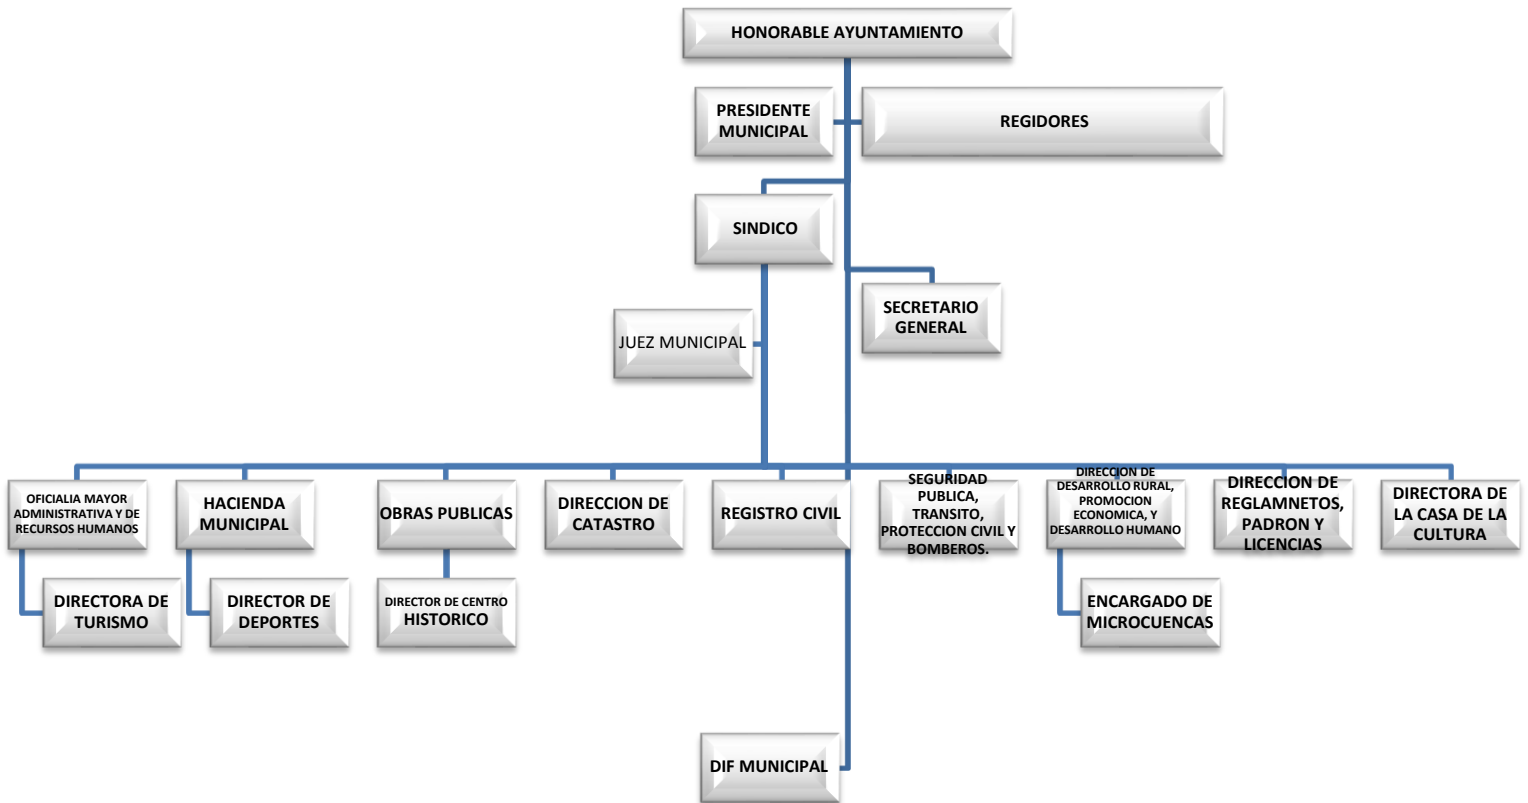 HONORABLE AYUNTAMIENTO
PRESIDENTE
MUNICIPAL
REGIDORES
SINDICO
SECRETARIO
GENERAL
JUEZ MUNICIPAL
OFICIALIA MAYOR
ADMINISTRATIVA Y DE
RECURSOS HUMANOS
HACIENDA
MUNICIPAL
OBRAS PUBLICAS
DIRECCION DE
CATASTRO
REGISTRO CIVIL
SEGURIDAD
PUBLICA,
TRANSITO,
PROTECCION CIVIL Y
BOMBEROS.
DIRECCION DE
DESARROLLO RURAL,
PROMOCION
ECONOMICA, Y
DESARROLLO HUMANO
DIRECCION DE
REGLAMNETOS,
PADRON Y
LICENCIAS
DIRECTORA DE
LA CASA DE LA
CULTURA
DIRECTORA DE
TURISMO
DIRECTOR DE
DEPORTES
DIRECTOR DE CENTRO
HISTORICO
ENCARGADO DE
MICROCUENCAS
DIF MUNICIPAL